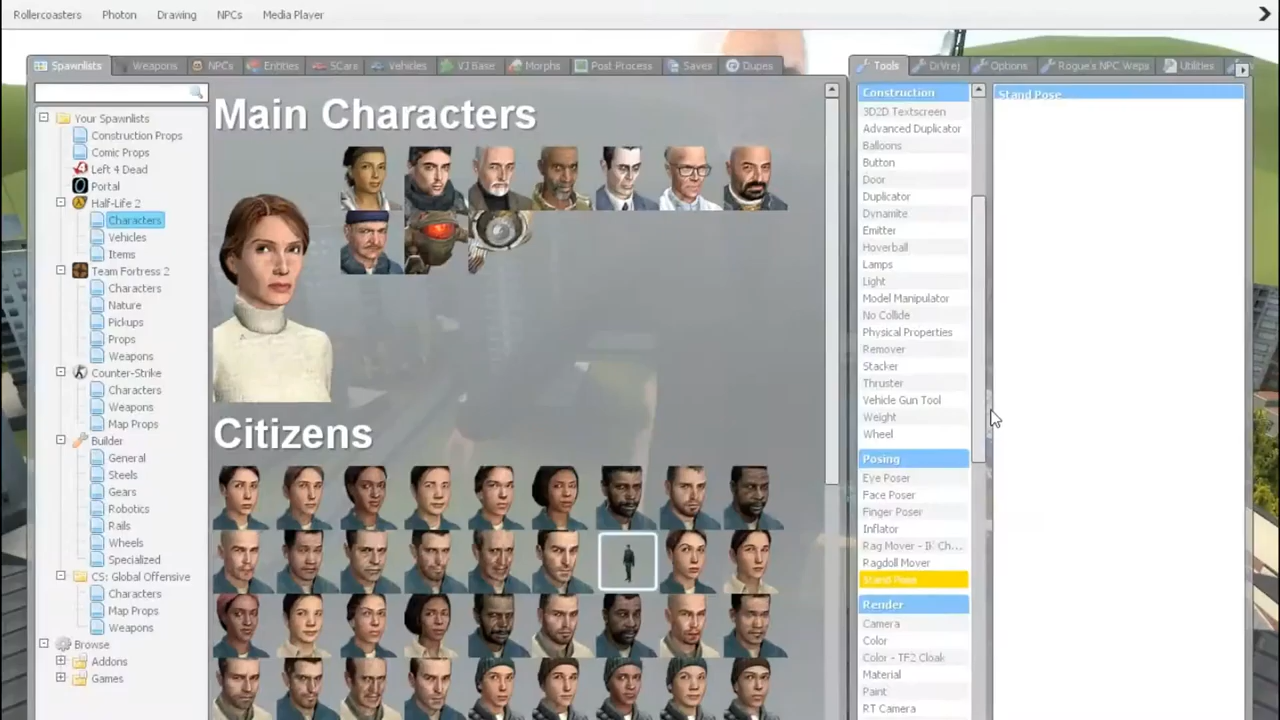 Rollercoasters Photon Drawing NPCs Media Player
Spawnlists Weapons NPCs Entities SCars Vehicles VJ Base Morphs Post Process Saves Dupes
Your Spawnlists
Construction Props
Comic Props
Left 4 Dead
Portal
Half-Life 2
Characters
Vehicles
Items
Team Fortress 2
Characters
Nature
Pickups
Props
Weapons
Counter-Strike
Characters
Weapons
Map Props
Builder
General
Steels
Gears
Robotics
Rails
Wheels
Specialized
CS: Global Offensive
Characters
Map Props
Weapons
Browse
Addons
Games
Main Characters
Citizens
Tools Options Rogue's NPC Weps Utilities
Construction
3D2D Textscreen
Advanced Duplicator
Balloons
Button
Door
Duplicator
Dynamite
Emitter
Hoverball
Lamps
Light
Model Manipulator
No Collide
Physical Properties
Remover
Stacker
Thruster
Vehicle Gun Tool
Weight
Wheel
Posing
Eye Poser
Face Poser
Finger Poser
Inflator
Rag Mover -
Ragdoll Mover
Stand Pose
Render
Camera
Color
Color - TF2 Cloak
Material
Paint
RT Camera
Stand Pose